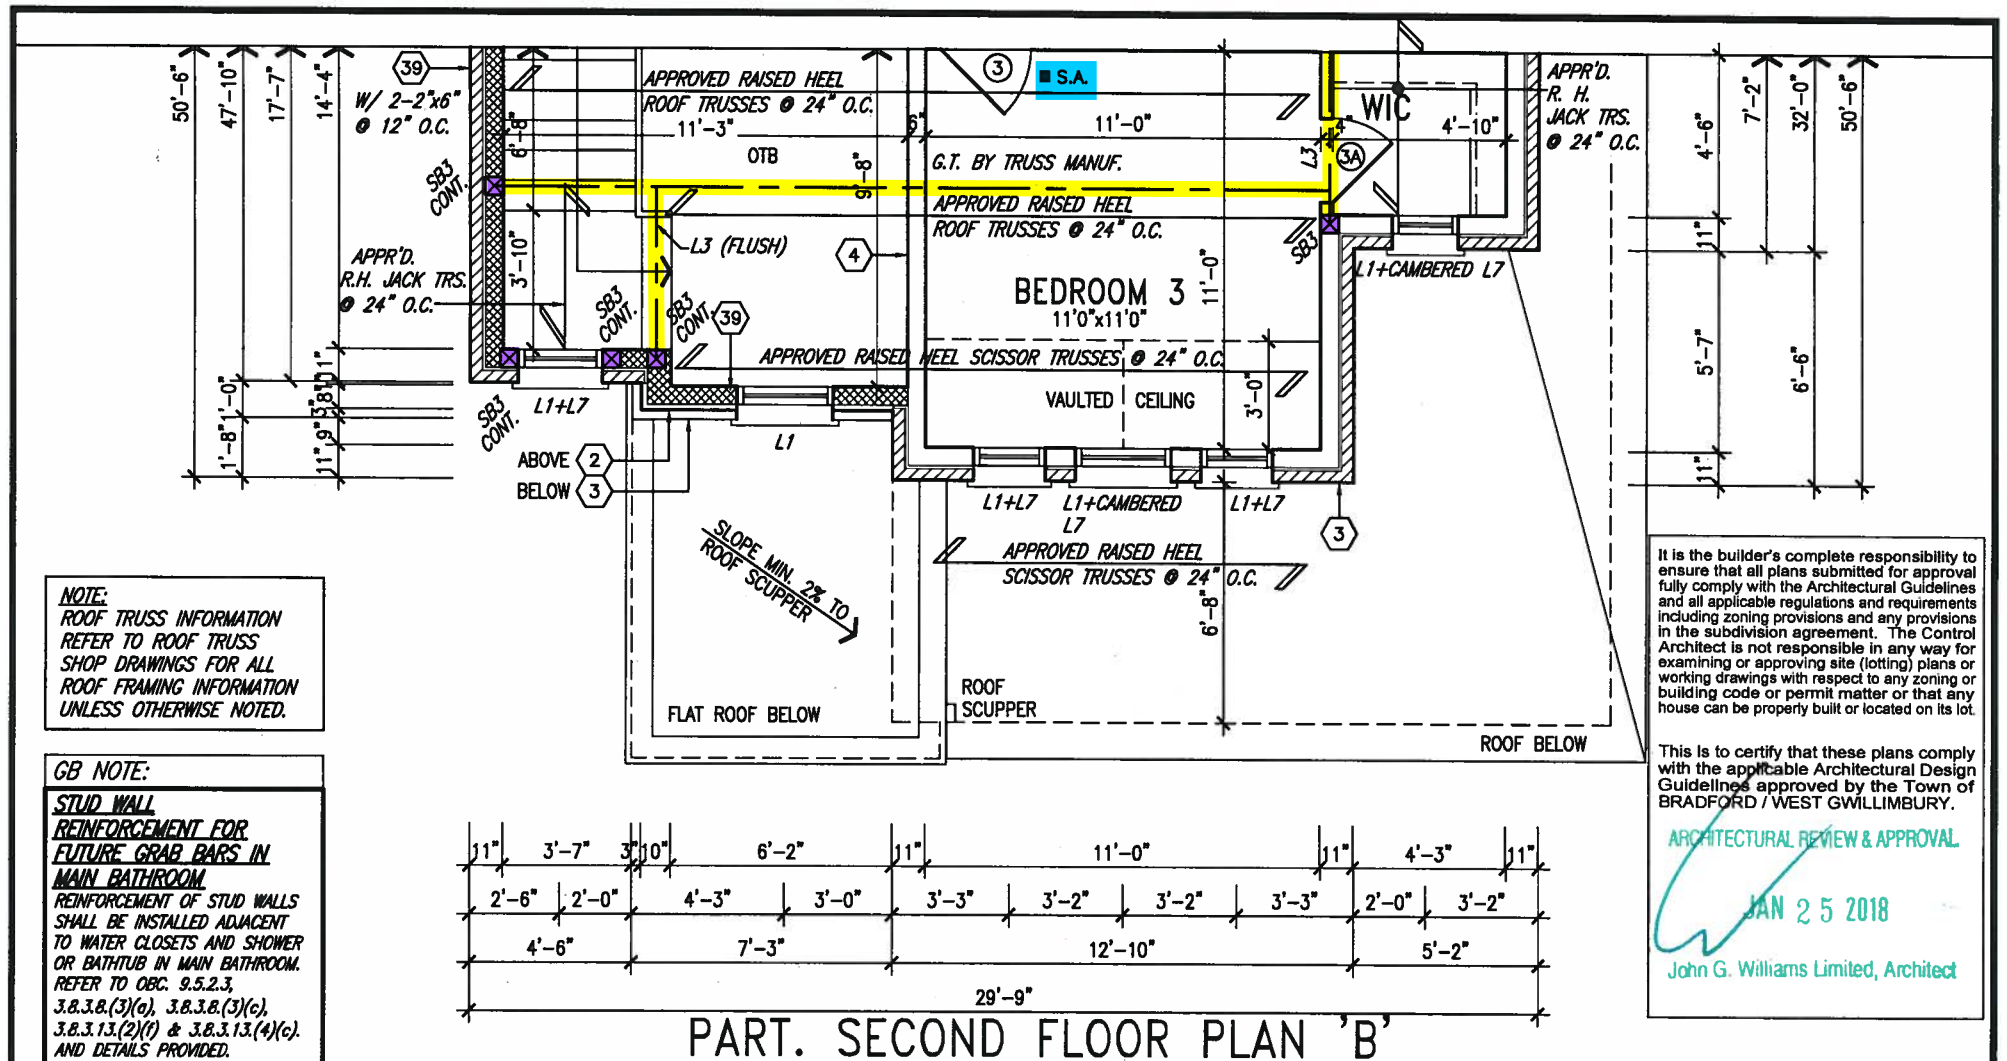 50'-6"
47'-10"
17'-7"
14'-4"
39
W/ 2-2"x6"
@ 12" O.C.
6'-8"
APPROVED RAISED HEEL
ROOF TRUSSES @ 24" O.C.
11'-3"
OTB
9'-8"
6"
3
■ S.A.
11'-0"
G.T. BY TRUSS MANUF.
APPROVED RAISED HEEL
ROOF TRUSSES @ 24" O.C.
L3
4"
3A
WIC
4'-10"
APPR'D.
R. H.
JACK TRS.
@ 24" O.C.
4'-6"
7'-2"
32'-0"
50'-6"
SB3
CONT.
3'-10"
L3 (FLUSH)
4
APPR'D.
R.H. JACK TRS.
@ 24" O.C.
SB3
CONT.
SB3
CONT.
39
BEDROOM 3
11'0"x11'0"
11'-0"
SB3
L1+CAMBERED L7
11"
5'-7"
6'-6"
11"
APPROVED RAISED HEEL SCISSOR TRUSSES @ 24" O.C.
VAULTED CEILING
3'-0"
11"
8"
3"
9"
11"
1'-0"
1'-8"
SB3
CONT.
L1+L7
L1
ABOVE 2
BELOW 3
L1+L7
L1+CAMBERED
L7
L1+L7
3
APPROVED RAISED HEEL
SCISSOR TRUSSES @ 24" O.C.
6'-8"
SLOPE MIN. 2% TO
ROOF SCUPPER
FLAT ROOF BELOW
ROOF
SCUPPER
ROOF BELOW
NOTE:
ROOF TRUSS INFORMATION
REFER TO ROOF TRUSS
SHOP DRAWINGS FOR ALL
ROOF FRAMING INFORMATION
UNLESS OTHERWISE NOTED.
GB NOTE:
STUD WALL
REINFORCEMENT FOR
FUTURE GRAB BARS IN
MAIN BATHROOM
REINFORCEMENT OF STUD WALLS
SHALL BE INSTALLED ADJACENT
TO WATER CLOSETS AND SHOWER
OR BATHTUB IN MAIN BATHROOM.
REFER TO OBC. 9.5.2.3,
3.8.3.8.(3)(a), 3.8.3.8.(3)(c),
3.8.3.13.(2)(f) & 3.8.3.13.(4)(c).
AND DETAILS PROVIDED.
11" 3'-7" 3" 10" 6'-2" 11" 11'-0" 11" 4'-3" 11"
2'-6" 2'-0" 4'-3" 3'-0" 3'-3" 3'-2" 3'-2" 3'-3" 2'-0" 3'-2"
4'-6" 7'-3" 12'-10" 5'-2"
29'-9"
PART. SECOND FLOOR PLAN 'B'
It is the builder's complete responsibility to
ensure that all plans submitted for approval
fully comply with the Architectural Guidelines
and all applicable regulations and requirements
including zoning provisions and any provisions
in the subdivision agreement. The Control
Architect is not responsible in any way for
examining or approving site (lotting) plans or
working drawings with respect to any zoning or
building code or permit matter or that any
house can be properly built or located on its lot.
This is to certify that these plans comply
with the applicable Architectural Design
Guidelines approved by the Town of
BRADFORD / WEST GWILLIMBURY.
ARCHITECTURAL REVIEW & APPROVAL
JAN 25 2018
John G. Williams Limited, Architect